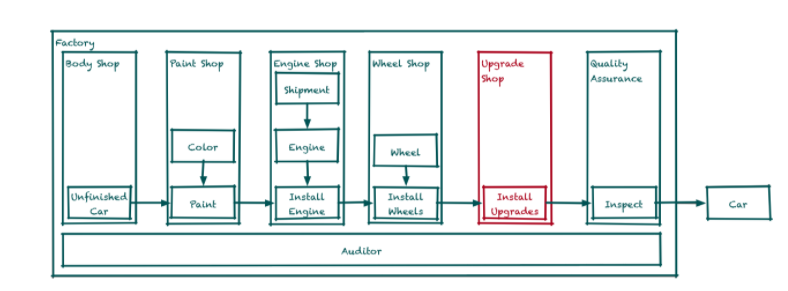 Factory
Body Shop
Paint Shop
Engine Shop
Wheel Shop
Upgrade
Shop
Quality
Assurance
Shipment
Color
Engine
Wheel
Unfinished
Car
Paint
Install
Engine
Install
Wheels
Install
Upgrades
Inspect
Car
Auditor